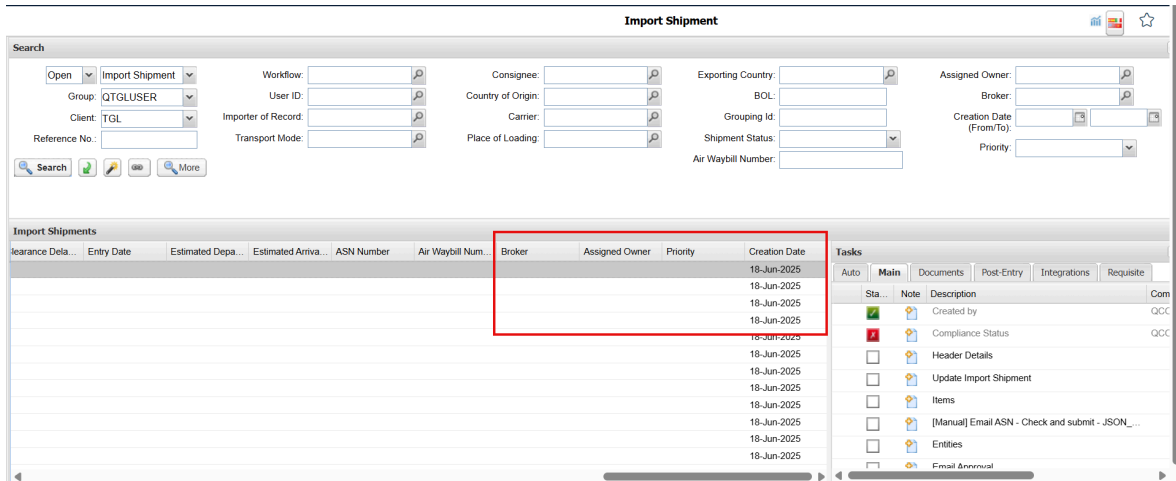 Import Shipment
Search
Open Import Shipment Workflow: Consignee: Exporting Country: Assigned Owner:
Group: QTGLUSER User ID: Country of Origin: BOL: Broker:
Client: TGL Importer of Record: Carrier: Grouping Id: Creation Date (From/To):
Reference No.: Transport Mode: Place of Loading: Shipment Status: Priority:
Air Waybill Number:
Search More
Import Shipments
learance Dela... Entry Date Estimated Depa... Estimated Arriva... ASN Number Air Waybill Num... Broker Assigned Owner Priority Creation Date
18-Jun-2025
18-Jun-2025
18-Jun-2025
18-Jun-2025
18-Jun-2025
18-Jun-2025
18-Jun-2025
18-Jun-2025
18-Jun-2025
18-Jun-2025
18-Jun-2025
18-Jun-2025
Tasks
Auto Main Documents Post-Entry Integrations Requisite
Sta... Note Description Com
Created by QCC
Compliance Status QCC
Header Details
Update Import Shipment
Items
[Manual] Email ASN - Check and submit - JSON_...
Entities
Email Approval